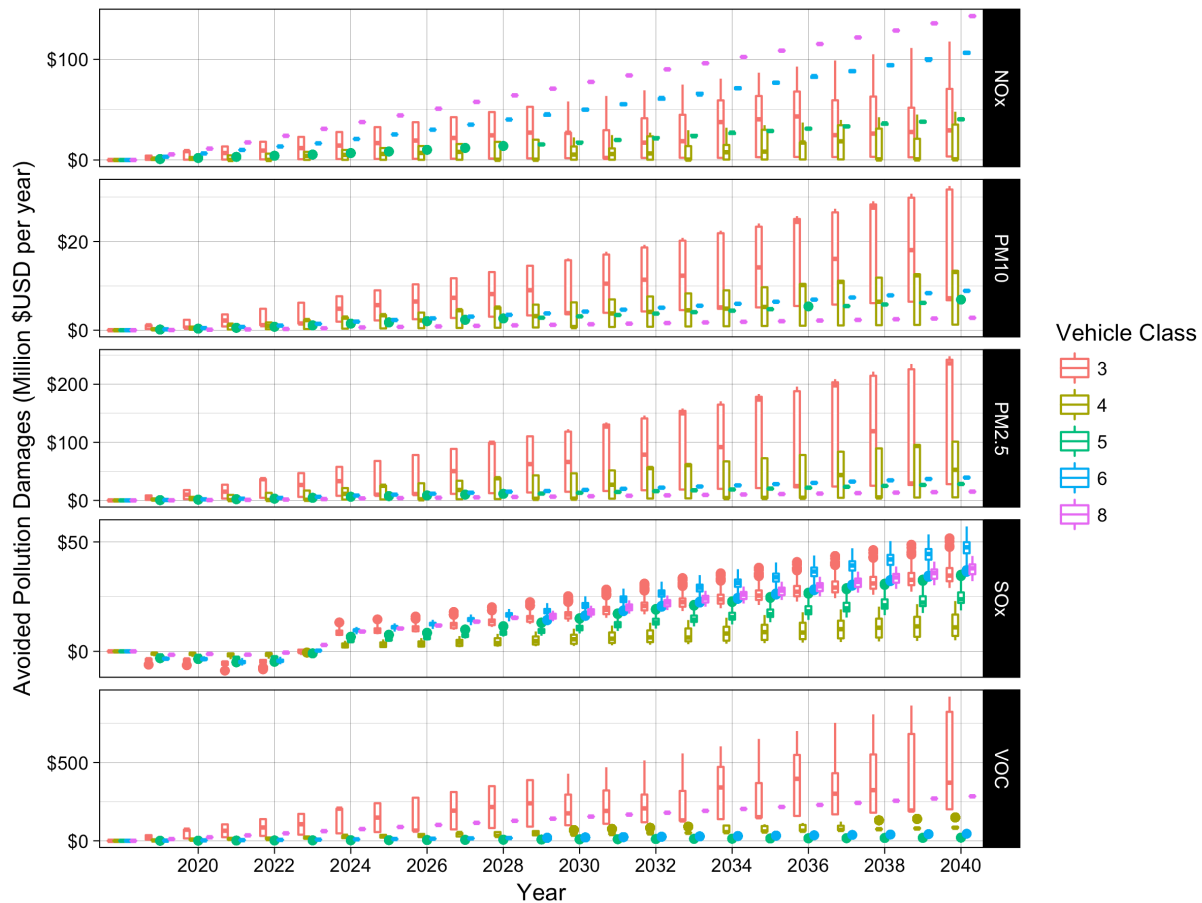 Avoided Pollution Damages (Million $USD per year)
$100
$0
NOx
$20
$0
PM10
$200
$100
$0
PM2.5
$50
$0
SOx
$500
$0
VOC
2020 2022 2024 2026 2028 2030 2032 2034 2036 2038 2040
Year
Vehicle Class
3
4
5
6
8